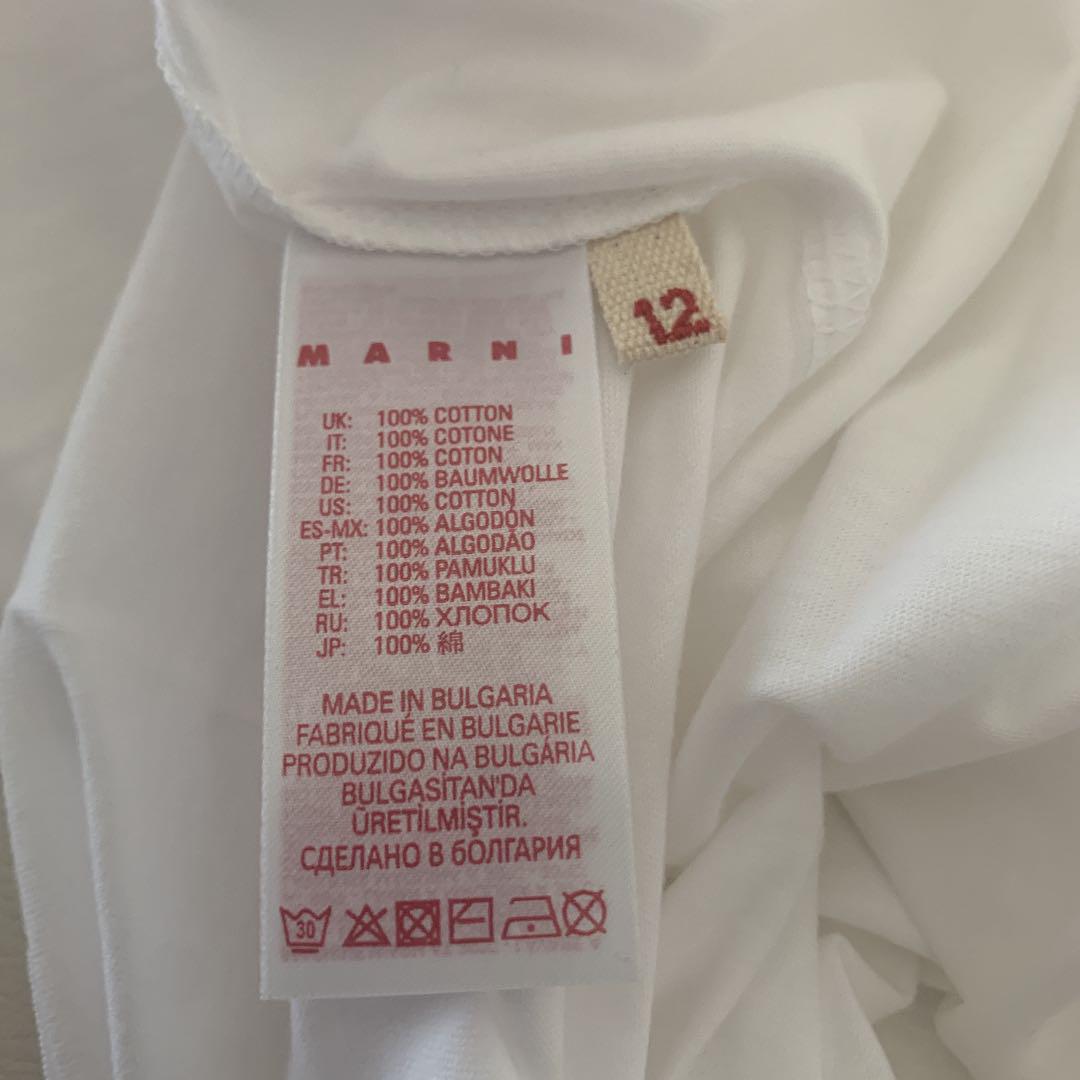 12
MARNI
UK: 100% COTTON
IT: 100% COTONE
FR: 100% COTON
DE: 100% BAUMWOLLE
US: 100% COTTON
ES-MX: 100% ALGODÓN
PT: 100% ALGODÃO
TR: 100% PAMUKLU
EL: 100% BAMBAKI
RU: 100% ХЛОПОК
JP: 100% 綿
MADE IN BULGARIA
FABRIQUÉ EN BULGARIE
PRODUZIDO NA BULGÁRIA
BULGASİTAN'DA
ÜRETİLMİŞTİR.
СДЕЛАНО В бОЛГАРИЯ
30